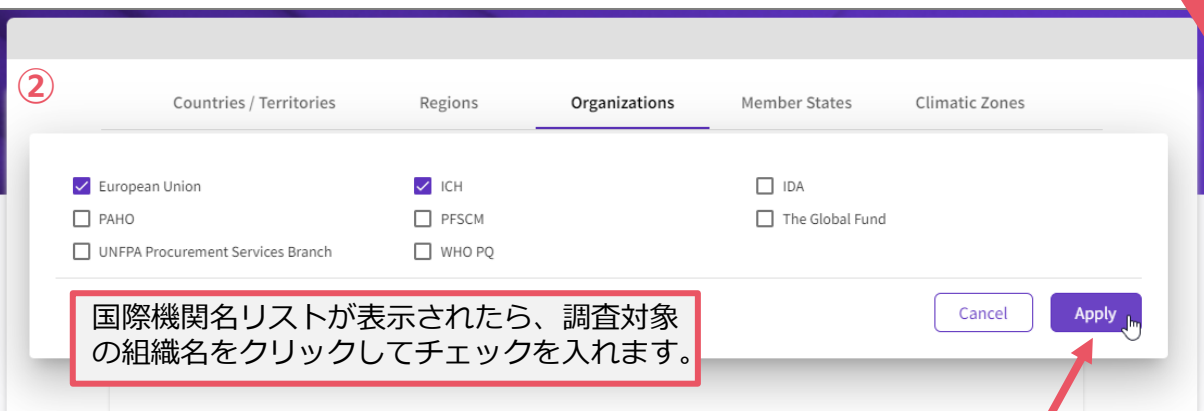 ②
Countries / Territories Regions Organizations Member States Climatic Zones
European Union ICH IDA
PAHO PFSCM The Global Fund
UNFPA Procurement Services Branch WHO PQ
国際機関名リストが表示されたら、調査対象
の組織名をクリックしてチェックを入れます。
Cancel Apply